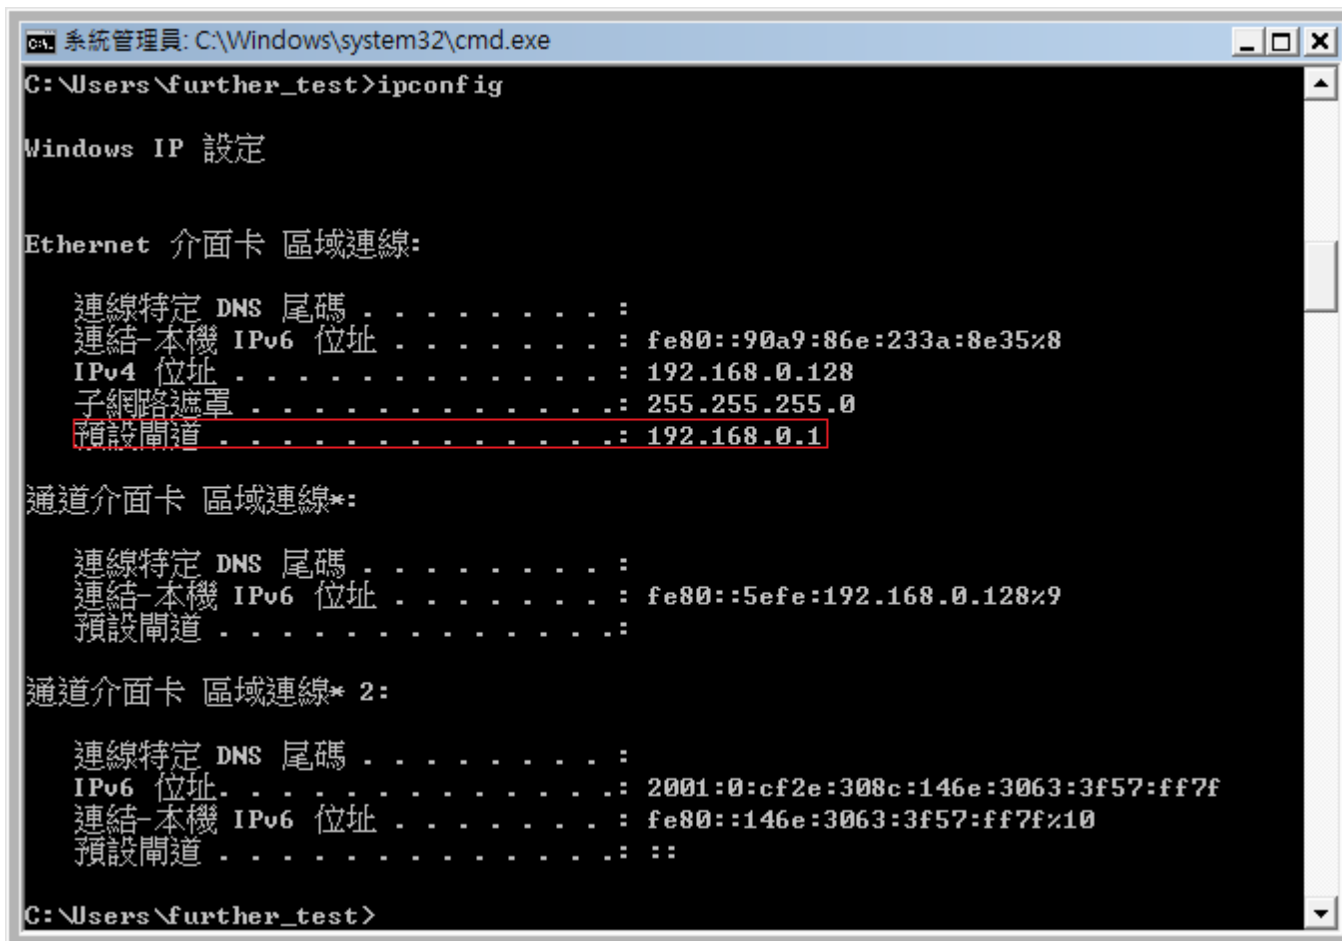 系統管理員: C:\Windows\system32\cmd.exe
C:\Users\further_test>ipconfig
Windows IP 設定
Ethernet 介面卡 區域連線:
連線特定 DNS 尾碼 . . . . . . . . :
連結-本機 IPv6 位址 . . . . . . . : fe80::90a9:86e:233a:8e35%8
IPv4 位址 . . . . . . . . . . . . : 192.168.0.128
子網路遮罩 . . . . . . . . . . . .: 255.255.255.0
預設閘道 . . . . . . . . . . . . .: 192.168.0.1
通道介面卡 區域連線*:
連線特定 DNS 尾碼 . . . . . . . . :
連結-本機 IPv6 位址 . . . . . . . : fe80::5efe:192.168.0.128%9
預設閘道 . . . . . . . . . . . . .:
通道介面卡 區域連線* 2:
連線特定 DNS 尾碼 . . . . . . . . :
IPv6 位址. . . . . . . . . . . . .: 2001:0:cf2e:308c:146e:3063:3f57:ff7f
連結-本機 IPv6 位址 . . . . . . . : fe80::146e:3063:3f57:ff7f%10
預設閘道 . . . . . . . . . . . . .: ::
C:\Users\further_test>